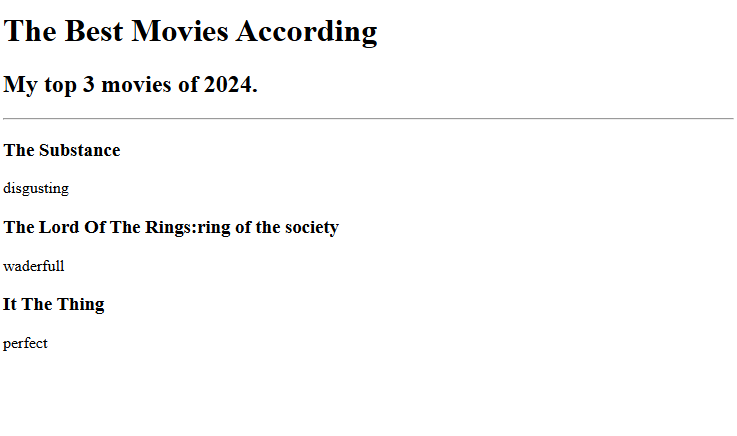 The Best Movies According
My top 3 movies of 2024.
The Substance
disgusting
The Lord Of The Rings:ring of the society
waderfull
It The Thing
perfect